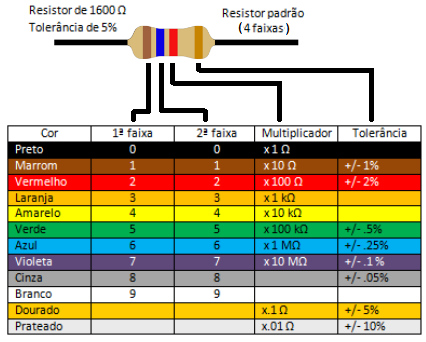 Resistor de 1600 Ω
Tolerância de 5%
Resistor padrão
(4 faixas)
Cor 1ª faixa 2ª faixa Multiplicador Tolerância
Preto 0 0 x 1 Ω
Marrom 1 1 x 10 Ω +/- 1%
Vermelho 2 2 x 100 Ω +/- 2%
Laranja 3 3 x 1 kΩ
Amarelo 4 4 x 10 kΩ
Verde 5 5 x 100 kΩ +/- .5%
Azul 6 6 x 1 MΩ +/- .25%
Violeta 7 7 x 10 MΩ +/- .1%
Cinza 8 8 +/- .05%
Branco 9 9
Dourado x.1 Ω +/- 5%
Prateado x.01 Ω +/- 10%